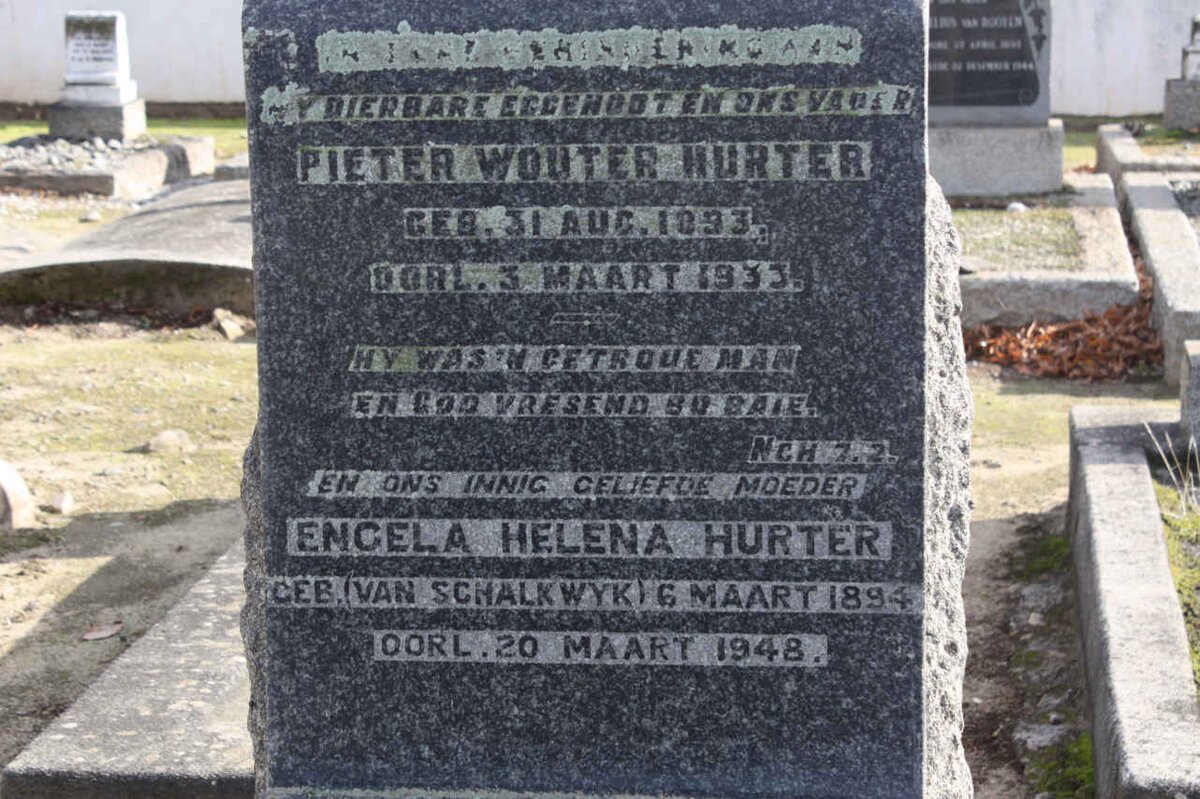 MY DIERBARE EGGENOOT EN ONS VADER
PIETER WOUTER HURTER
GEB. 31 AUG. 1893.
OORL. 3 MAART 1933.
HY WAS 'N GETROUE MAN
EN GOD VRESEND BO BAIE.
NEH 7.2.
EN ONS INNIG GELIEFDE MOEDER
ENGELA HELENA HURTER
GEB. (VAN SCHALKWYK) 6 MAART 1894
OORL. 20 MAART 1948.
VAN ROOYEN